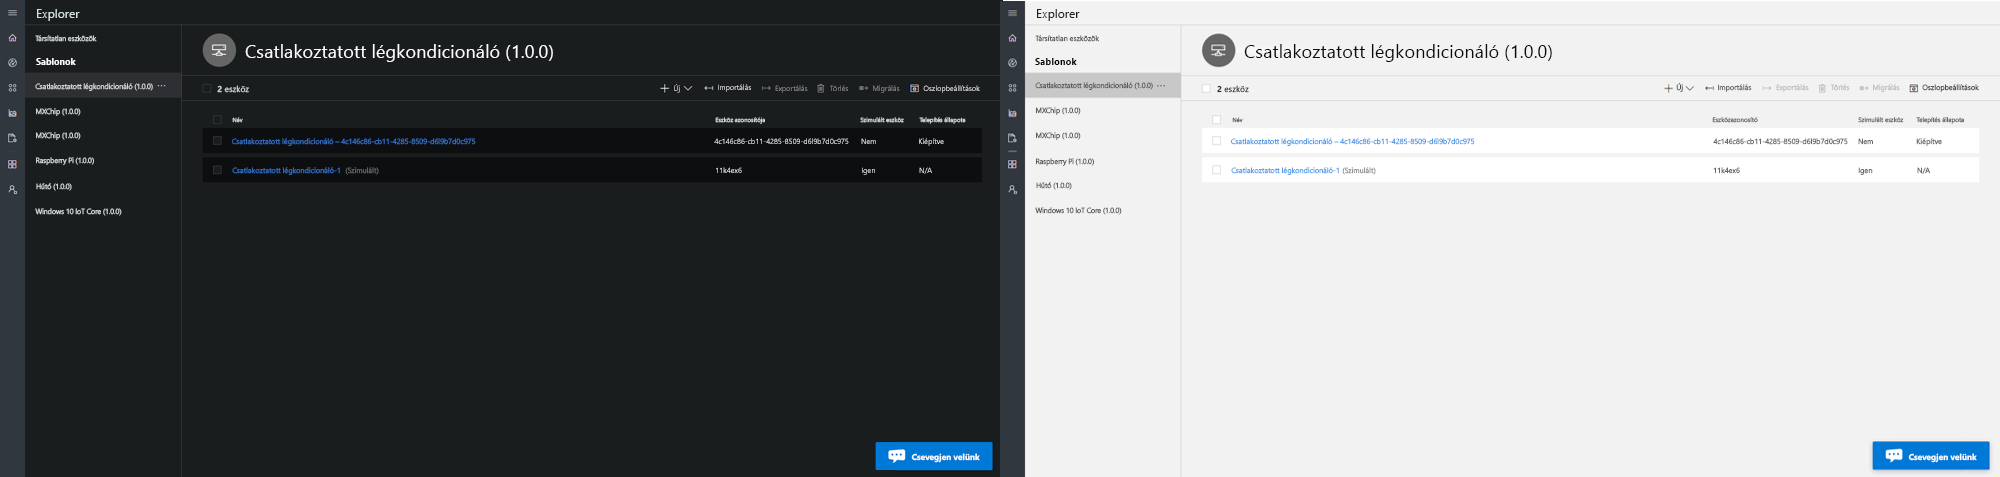 Explorer
Társítatlan eszközök
Sablonok
Csatlakoztatott légkondicionáló (1.0.0) ···
MXChip (1.0.0)
MXChip (1.0.0)
Raspberry Pi (1.0.0)
Hűtő (1.0.0)
Windows 10 IoT Core (1.0.0)
Csatlakoztatott légkondicionáló (1.0.0)
2 eszköz
Új Importálás Exportálás Törlés Migrálás Oszlopbeállítások
Név Eszköz azonosítója Szimulált eszköz Telepítés állapota
Csatlakoztatott légkondicionáló – 4c146c86-cb11-4285-8509-d6l9b7d0c975 4c146c86-cb11-4285-8509-d6l9b7d0c975 Nem Kiépítve
Csatlakoztatott légkondicionáló-1 (Szimulált) 11k4ex6 Igen N/A
Csevegjen velünk
Explorer
Társítatlan eszközök
Sablonok
Csatlakoztatott légkondicionáló (1.0.0) ···
MXChip (1.0.0)
MXChip (1.0.0)
Raspberry Pi (1.0.0)
Hűtő (1.0.0)
Windows 10 IoT Core (1.0.0)
Csatlakoztatott légkondicionáló (1.0.0)
2 eszköz
Új Importálás Exportálás Törlés Migrálás Oszlopbeállítások
Név Eszközazonosító Szimulált eszköz Telepítés állapota
Csatlakoztatott légkondicionáló – 4c146c86-cb11-4285-8509-d6l9b7d0c975 4c146c86-cb11-4285-8509-d6l9b7d0c975 Nem Kiépítve
Csatlakoztatott légkondicionáló-1 (Szimulált) 11k4ex6 Igen N/A
Csevegjen velünk